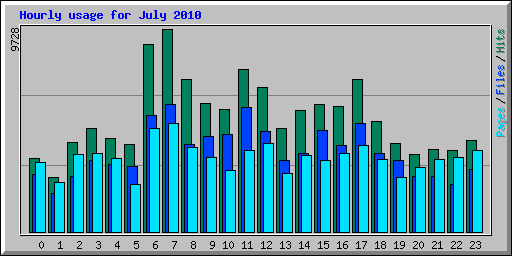 Hourly usage for July 2010
9728
Pages/Files/Hits
0 1 2 3 4 5 6 7 8 9 10 11 12 13 14 15 16 17 18 19 20 21 22 23